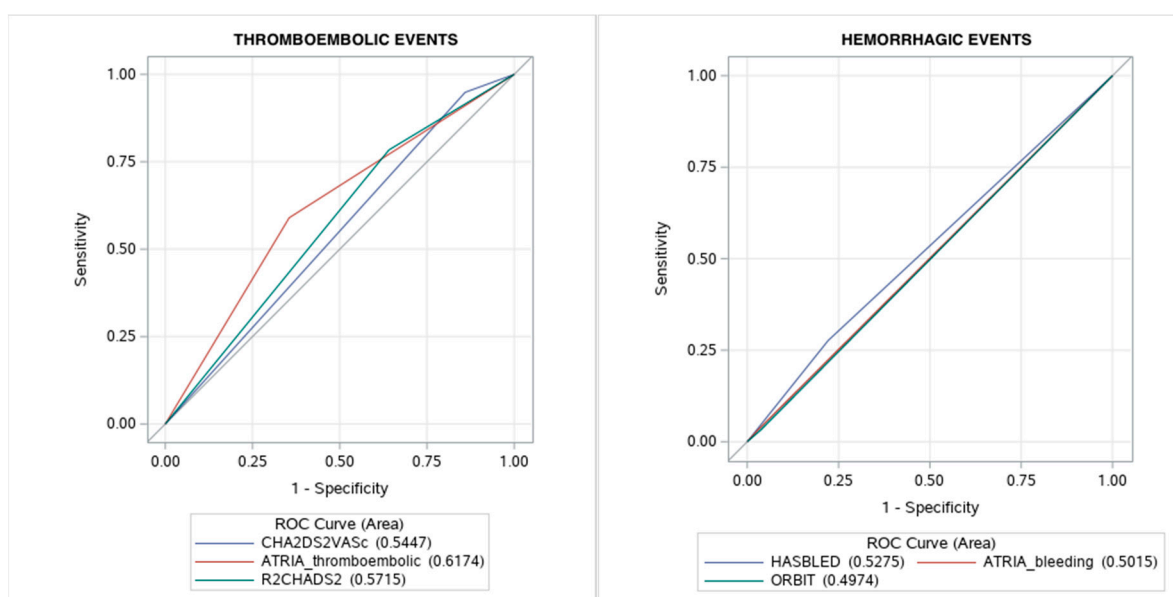 THROMBOEMBOLIC EVENTS
1.00
0.75
0.50
0.25
0.00
Sensitivity
0.00 0.25 0.50 0.75 1.00
1 - Specificity
ROC Curve (Area)
CHA2DS2VASc (0.5447)
ATRIA_thromboembolic (0.6174)
R2CHADS2 (0.5715)
HEMORRHAGIC EVENTS
1.00
0.75
0.50
0.25
0.00
Sensitivity
0.00 0.25 0.50 0.75 1.00
1 - Specificity
ROC Curve (Area)
HASBLED (0.5275) ATRIA_bleeding (0.5015)
ORBIT (0.4974)